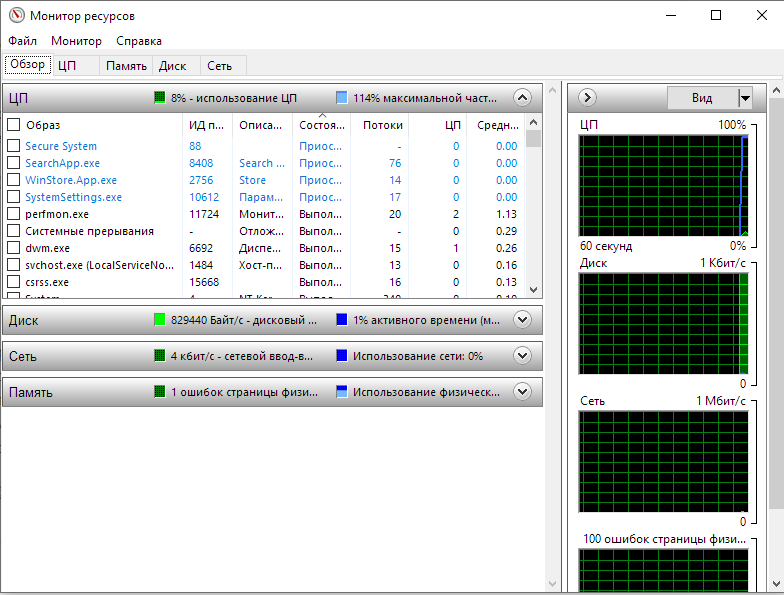 Монитор ресурсов
Файл Монитор Справка
Обзор ЦП Память Диск Сеть
ЦП 8% - использование ЦП 114% максимальной част...
Образ ИД п... Описа... Состоя... Потоки ЦП Средн...
Secure System 88 Приос... - 0 0.00
SearchApp.exe 8408 Search ... Приос... 76 0 0.00
WinStore.App.exe 2756 Store Приос... 14 0 0.00
SystemSettings.exe 10612 Парам... Приос... 17 0 0.00
perfmon.exe 11724 Монит... Выпол... 20 2 1.13
Системные прерывания - Отлож... Выпол... - 0 0.29
dwm.exe 6692 Диспе... Выпол... 15 1 0.26
svchost.exe (LocalServiceNo... 1484 Хост-п... Выпол... 13 0 0.16
csrss.exe 15668 Выпол... 16 0 0.13
Диск 829440 Байт/с - дисковый ... 1% активного времени (м...
Сеть 4 кбит/с - сетевой ввод-в... Использование сети: 0%
Память 1 ошибок страницы физи... Использование физическ...
Вид
ЦП 100%
60 секунд 0%
Диск 1 Кбит/с
0
Сеть 1 Мбит/с
0
100 ошибок страницы физи...